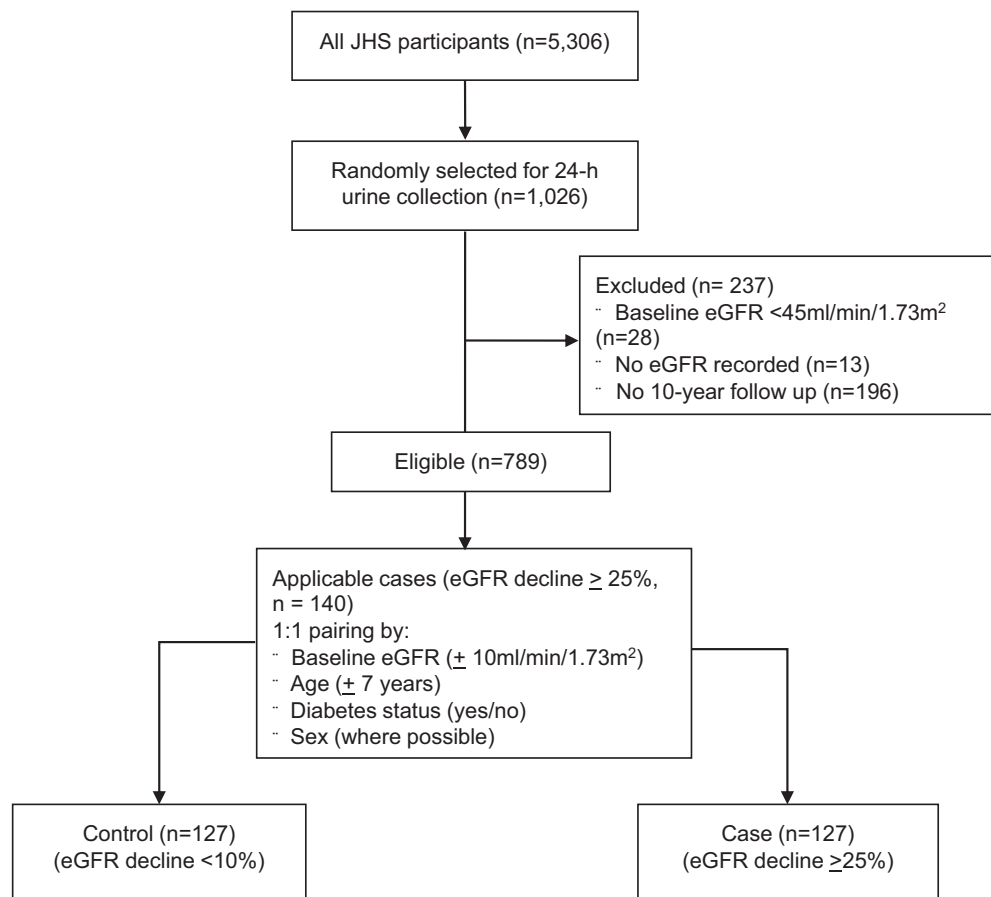 All JHS participants (n=5,306)
Randomly selected for 24-h
urine collection (n=1,026)
Excluded (n= 237)
¨ Baseline eGFR <45ml/min/1.73m²
(n=28)
¨ No eGFR recorded (n=13)
¨ No 10-year follow up (n=196)
Eligible (n=789)
Applicable cases (eGFR decline ≥ 25%,
n = 140)
1:1 pairing by:
¨ Baseline eGFR (± 10ml/min/1.73m²)
¨ Age (± 7 years)
¨ Diabetes status (yes/no)
¨ Sex (where possible)
Control (n=127)
(eGFR decline <10%)
Case (n=127)
(eGFR decline ≥25%)